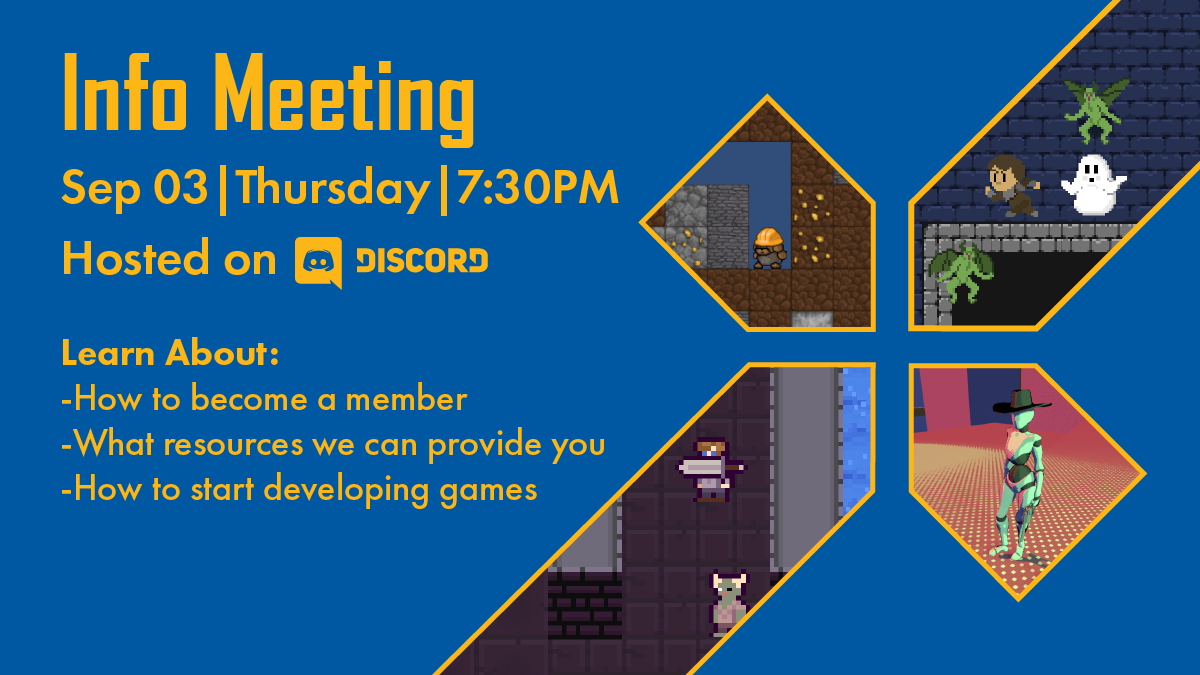 Info Meeting
Sep 03|Thursday|7:30PM
Hosted on DISCORD
Learn About:
-How to become a member
-What resources we can provide you
-How to start developing games